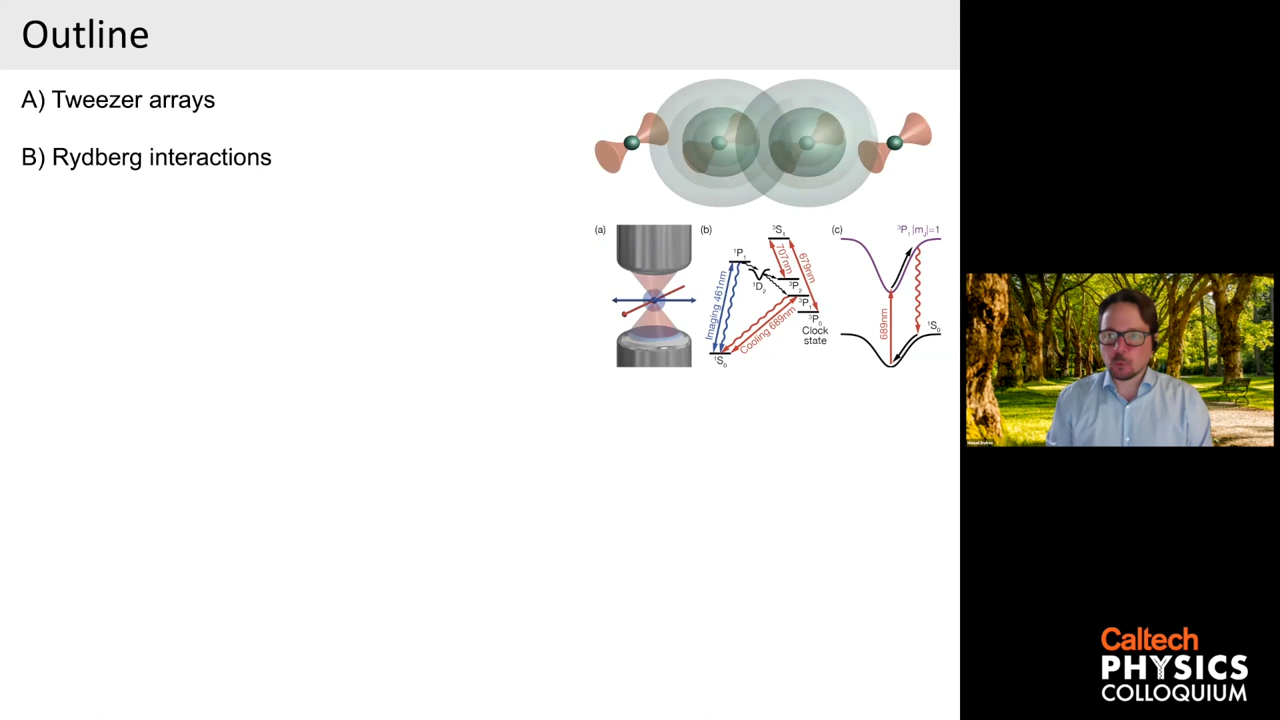 Outline
A) Tweezer arrays
B) Rydberg interactions
(a)
(b)
³S₁
¹P₁
707nm
679nm
¹D₂
³P₂
³P₁
³P₀
Imaging 461nm
Cooling 689nm
Clock
state
¹S₀
(c)
³P₁ |mⱼ|=1
689nm
¹S₀
Caltech
PHYSICS
COLLOQUIUM